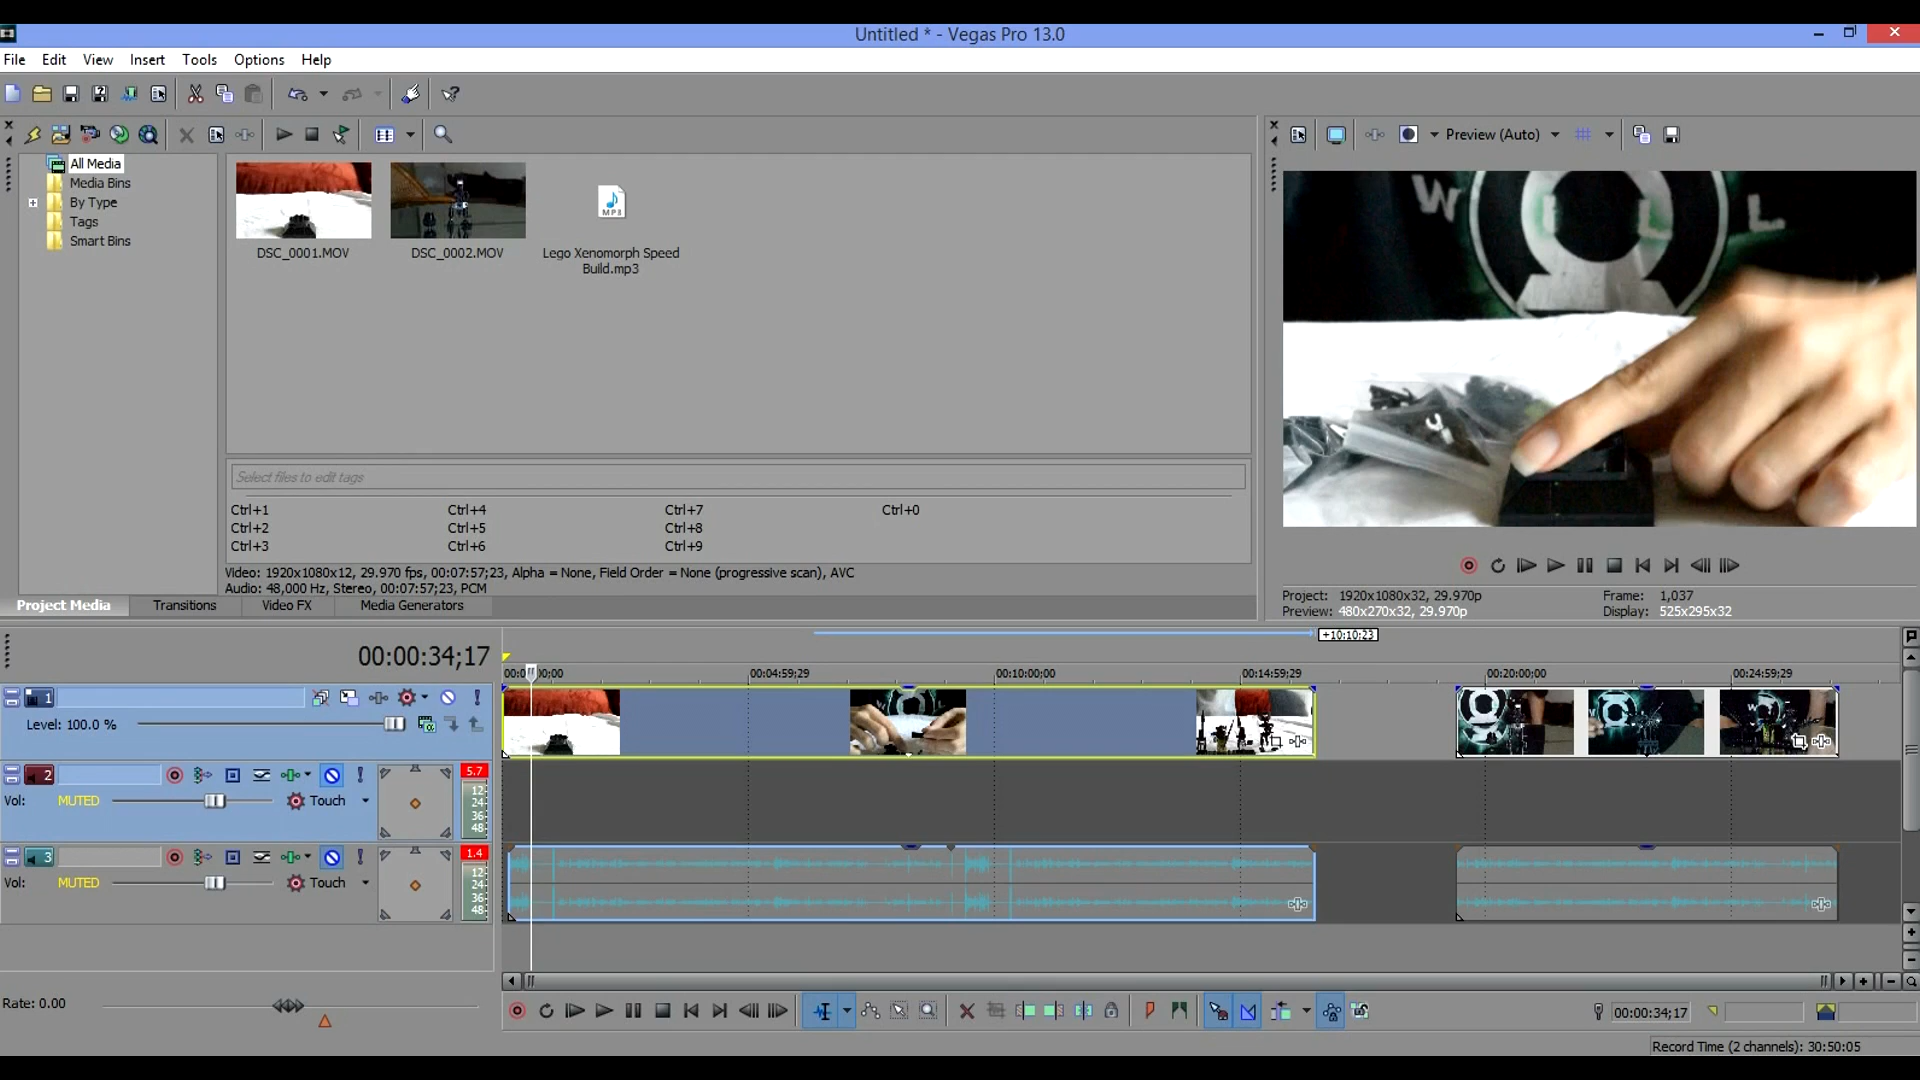 Untitled * - Vegas Pro 13.0
File Edit View Insert Tools Options Help
Preview (Auto)
All Media
Media Bins
By Type
Tags
Smart Bins
DSC_0001.MOV
DSC_0002.MOV
MP3
Lego Xenomorph Speed
Build.mp3
W L
Select files to edit tags
Ctrl+1 Ctrl+4 Ctrl+7 Ctrl+0
Ctrl+2 Ctrl+5 Ctrl+8
Ctrl+3 Ctrl+6 Ctrl+9
Video: 1920x1080x12, 29.970 fps, 00:07:57;23, Alpha = None, Field Order = None (progressive scan), AVC
Audio: 48,000 Hz, Stereo, 00:07:57;23, PCM
Project Media Transitions Video FX Media Generators
Project: 1920x1080x32, 29.970p Frame: 1,037
Preview: 480x270x32, 29.970p Display: 525x295x32
+10:10;23
00:00:34;17
00:04:59;29 00:10:00;00 00:14:59;29 00:20:00;00 00:24:59;29
1
Level: 100.0 %
2 5.7
Vol: MUTED Touch
12
24
36
48
3 1.4
Vol: MUTED Touch
12
24
36
48
Rate: 0.00
00:00:34;17
Record Time (2 channels): 30:50:05